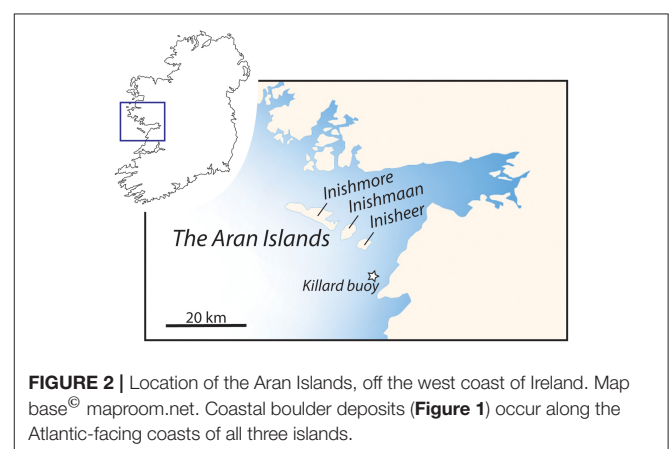 Inishmore
Inishmaan
Inisheer
The Aran Islands
Killard buoy
20 km
FIGURE 2 | Location of the Aran Islands, off the west coast of Ireland. Map
base© maproom.net. Coastal boulder deposits (Figure 1) occur along the
Atlantic-facing coasts of all three islands.